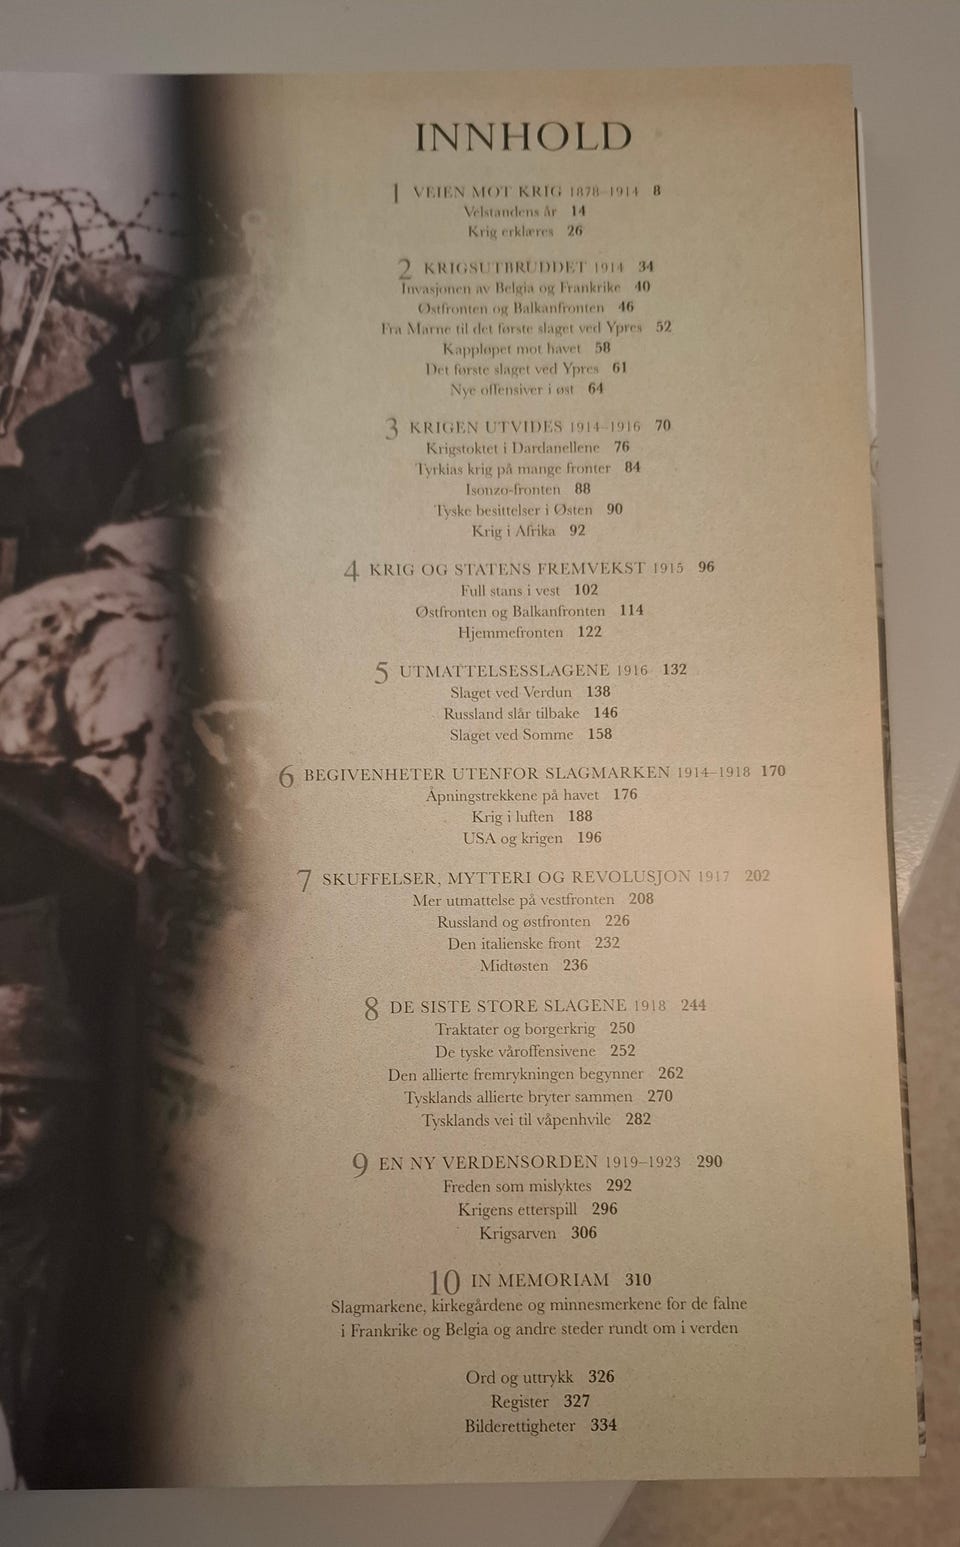 INNHOLD
1 VEIEN MOT KRIG 1878–1914 8
Velstandens år 14
Krig erklæres 26
2 KRIGSUTBRUDDET 1914 34
Invasjonen av Belgia og Frankrike 40
Østfronten og Balkanfronten 46
Fra Marne til det første slaget ved Ypres 52
Kappløpet mot havet 58
Det første slaget ved Ypres 61
Nye offensiver i øst 64
3 KRIGEN UTVIDES 1914–1916 70
Krigstoktet i Dardanellene 76
Tyrkias krig på mange fronter 84
Isonzo-fronten 88
Tyske besittelser i Østen 90
Krig i Afrika 92
4 KRIG OG STATENS FREMVEKST 1915 96
Full stans i vest 102
Østfronten og Balkanfronten 114
Hjemmefronten 122
5 UTMATTELSESSLAGENE 1916 132
Slaget ved Verdun 138
Russland slår tilbake 146
Slaget ved Somme 158
6 BEGIVENHETER UTENFOR SLAGMARKEN 1914–1918 170
Åpningstrekkene på havet 176
Krig i luften 188
USA og krigen 196
7 SKUFFELSER, MYTTERI OG REVOLUSJON 1917 202
Mer utmattelse på vestfronten 208
Russland og østfronten 226
Den italienske front 232
Midtøsten 236
8 DE SISTE STORE SLAGENE 1918 244
Traktater og borgerkrig 250
De tyske våroffensivene 252
Den allierte fremrykningen begynner 262
Tysklands allierte bryter sammen 270
Tysklands vei til våpenhvile 282
9 EN NY VERDENSORDEN 1919–1923 290
Freden som mislyktes 292
Krigens etterspill 296
Krigsarven 306
10 IN MEMORIAM 310
Slagmarkene, kirkegårdene og minnesmerkene for de falne
i Frankrike og Belgia og andre steder rundt om i verden
Ord og uttrykk 326
Register 327
Bilderettigheter 334